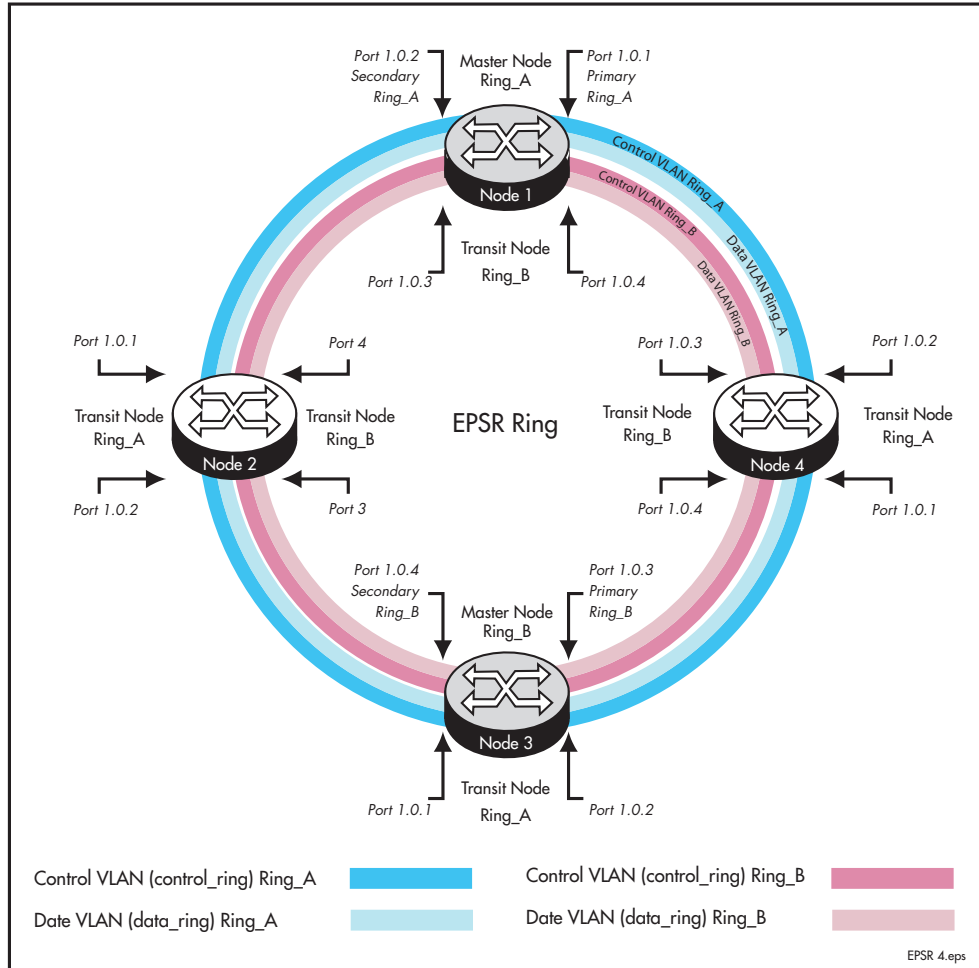 Port 1.0.2
Secondary
Ring_A
Master Node
Ring_A
Port 1.0.1
Primary
Ring_A
Control VLAN Ring_A
Control VLAN Ring_B
Data VLAN Ring_A
Data VLAN Ring_B
Node 1
Port 1.0.3
Transit Node
Ring_B
Port 1.0.4
Port 1.0.1
Port 4
Transit Node
Ring_A
Transit Node
Ring_B
Node 2
Port 1.0.2
Port 3
EPSR Ring
Port 1.0.3
Port 1.0.2
Transit Node
Ring_B
Transit Node
Ring_A
Node 4
Port 1.0.4
Port 1.0.1
Port 1.0.4
Secondary
Ring_B
Master Node
Ring_B
Port 1.0.3
Primary
Ring_B
Node 3
Port 1.0.1
Transit Node
Ring_A
Port 1.0.2
Control VLAN (control_ring) Ring_A
Control VLAN (control_ring) Ring_B
Date VLAN (data_ring) Ring_A
Date VLAN (data_ring) Ring_B
EPSR 4.eps